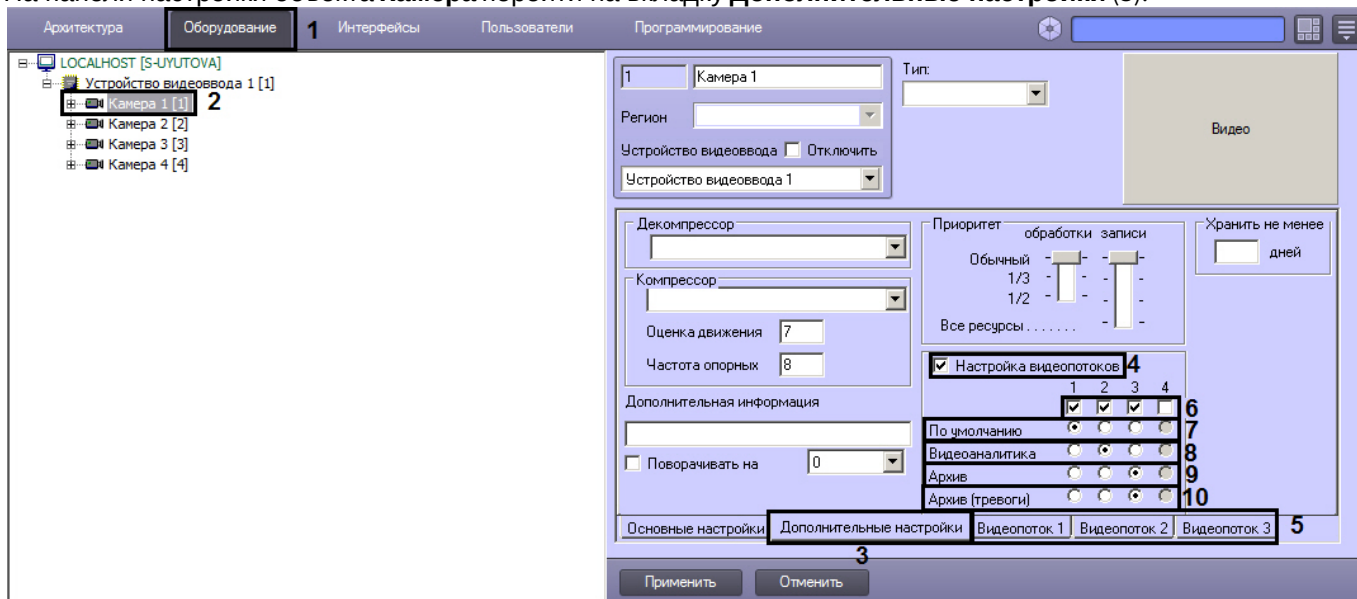 На панели настройки объекта Камера перейти на вкладку Дополнительные настройки (3).
Архитектура Оборудование 1 Интерфейсы Пользователи Программирование
LOCALHOST [S-UYUTOVA]
Устройство видеоввода 1 [1]
Камера 1 [1] 2
Камера 2 [2]
Камера 3 [3]
Камера 4 [4]
1 Камера 1
Тип:
Регион
Видео
Устройство видеоввода Отключить
Устройство видеоввода 1
Декомпрессор
Компрессор
Оценка движения 7
Частота опорных 8
Дополнительная информация
Поворачивать на 0
Приоритет
обработки записи
Обычный
1/3
1/2
Все ресурсы . . . . . . .
Хранить не менее
дней
Настройка видеопотоков 4
1 2 3 4
6
По умолчанию 7
Видеоаналитика 8
Архив 9
Архив (тревоги) 10
Основные настройки Дополнительные настройки Видеопоток 1 Видеопоток 2 Видеопоток 3 5
3
Применить Отменить